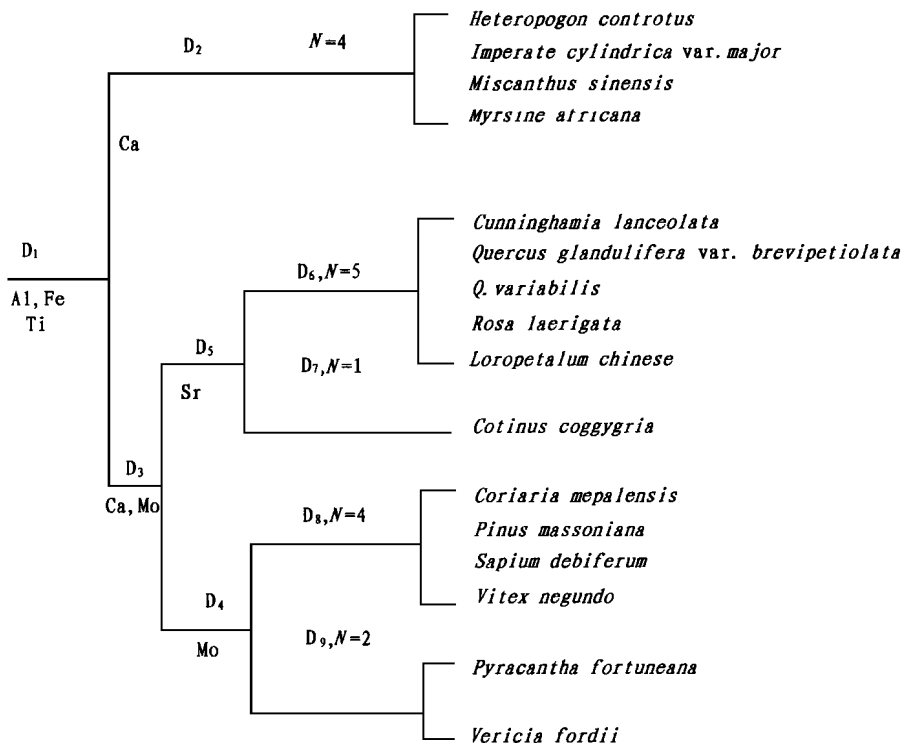 D₂ N=4
Heteropogon controtus
Imperate cylindrica var. major
Miscanthus sinensis
Myrsine africana
Ca
D₁
Al, Fe
Ti
D₆, N=5
Cunninghamia lanceolata
Quercus glandulifera var. brevipetiolata
Q. variabilis
Rosa laerigata
Loropetalum chinese
D₅
Sr
D₇, N=1
Cotinus coggygria
D₃
Ca, Mo
D₈, N=4
Coriaria mepalensis
Pinus massoniana
Sapium debiferum
Vitex negundo
D₄
Mo
D₉, N=2
Pyracantha fortuneana
Vericia fordii